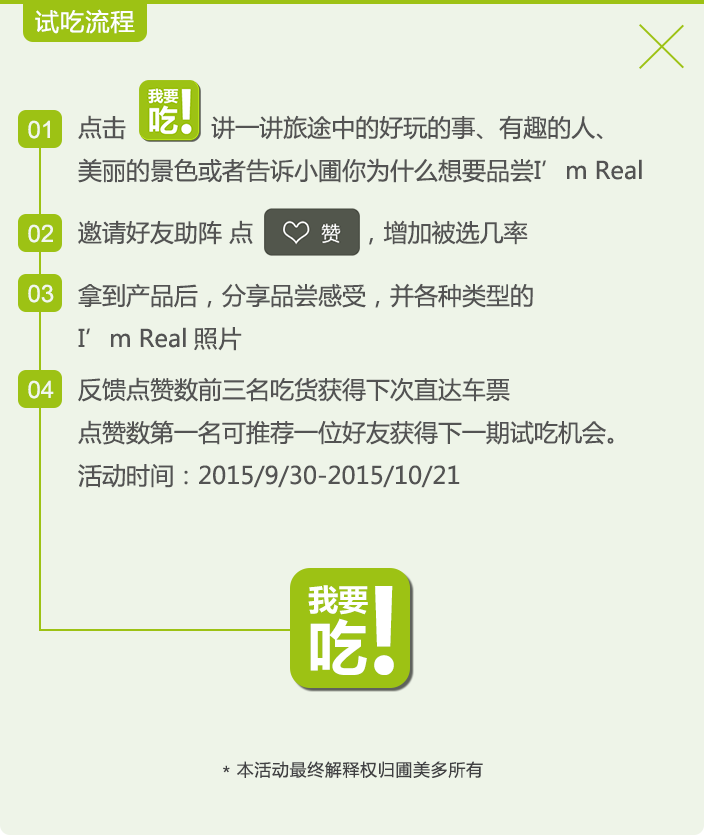 试吃流程
01 点击 我要吃! 讲一讲旅途中的好玩的事、有趣的人、
美丽的景色或者告诉小圃你为什么想要品尝I’m Real
02 邀请好友助阵 点 赞 ，增加被选几率
03 拿到产品后，分享品尝感受，并各种类型的
I’m Real 照片
04 反馈点赞数前三名吃货获得下次直达车票
点赞数第一名可推荐一位好友获得下一期试吃机会。
活动时间：2015/9/30-2015/10/21
我要
吃!
* 本活动最终解释权归圃美多所有